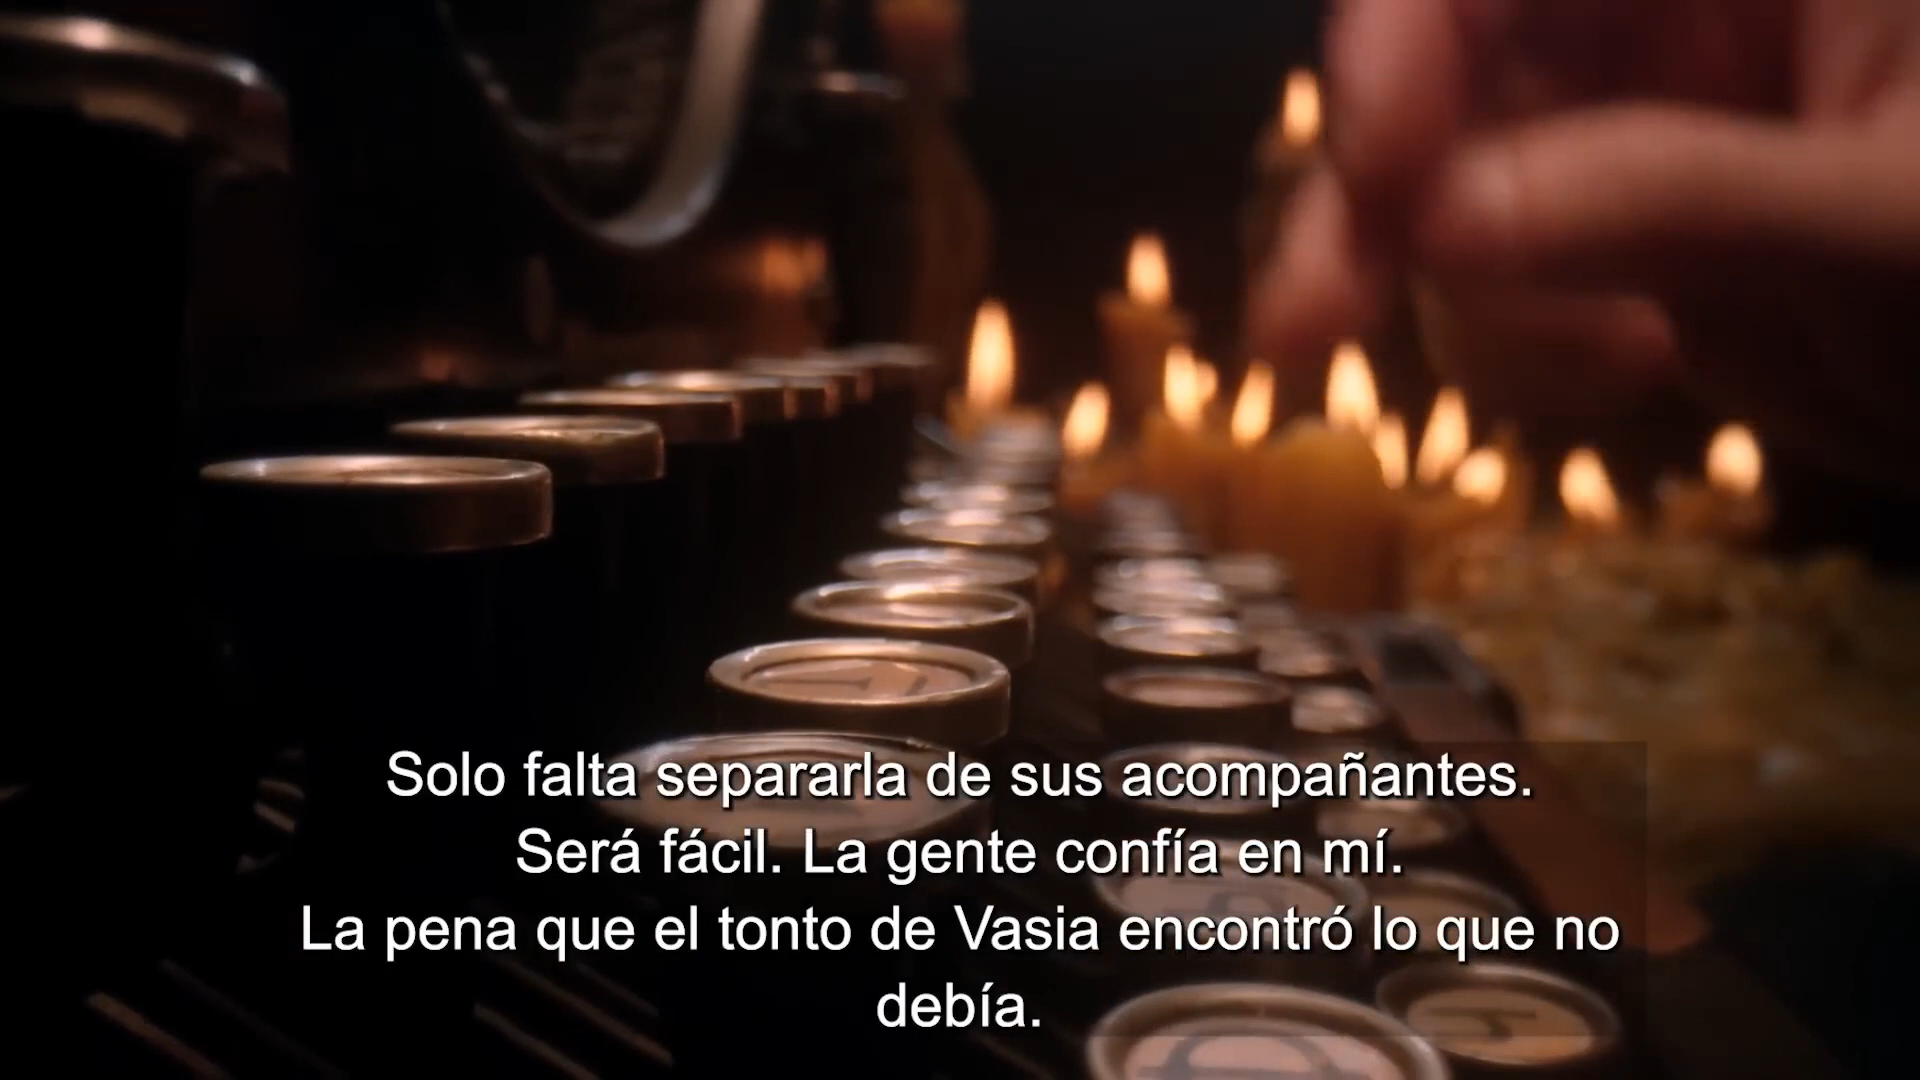 Solo falta separarla de sus acompañantes.
Será fácil. La gente confía en mí.
La pena que el tonto de Vasia encontró lo que no
debía.